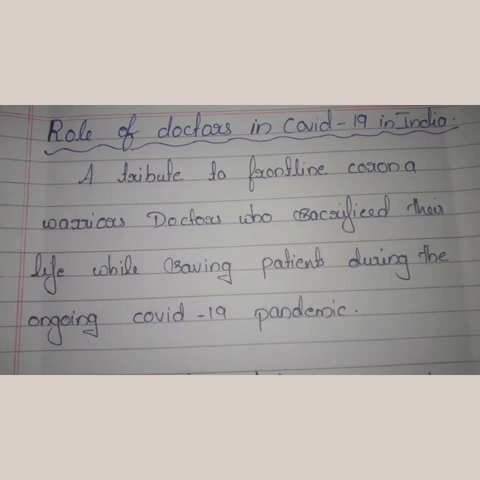 Role of doctors in Covid-19 in India.
A tribute to frontline corona
warriors Doctors who sacrificed their
life while saving patients during the
ongoing covid-19 pandemic.